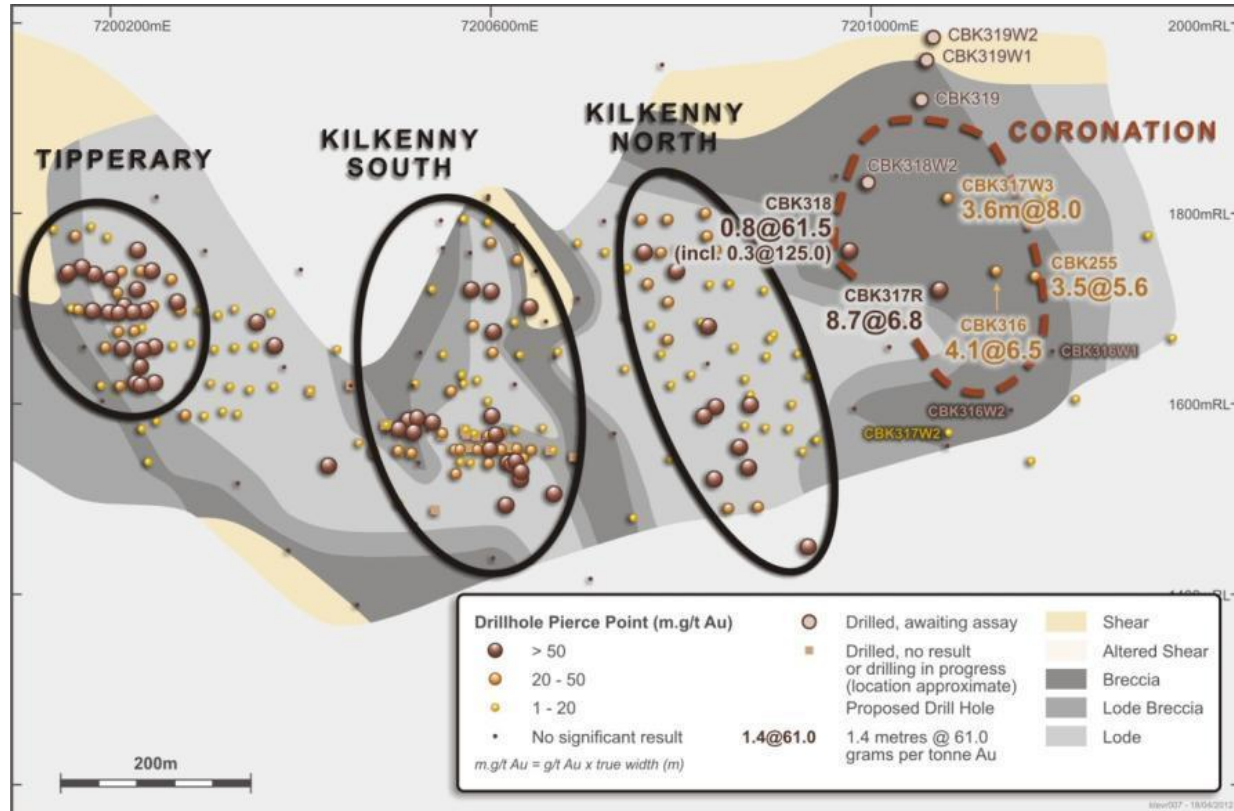 7200200mE
7200600mE
7201000mE
2000mRL
CBK319W2
CBK319W1
CBK319
KILKENNY
NORTH
CORONATION
KILKENNY
SOUTH
TIPPERARY
CBK318W2
CBK317W3
3.6m@8.0
CBK318
0.8@61.5
(incl. 0.3@125.0)
1800mRL
CBK255
3.5@5.6
CBK317R
8.7@6.8
CBK316
4.1@6.5
CBK316W1
CBK316W2
1600mRL
CBK317W2
1400mRL
Drillhole Pierce Point (m.g/t Au)
> 50
20 - 50
1 - 20
No significant result
m.g/t Au = g/t Au x true width (m)
Drilled, awaiting assay
Drilled, no result
or drilling in progress
(location approximate)
Proposed Drill Hole
1.4@61.0
1.4 metres @ 61.0
grams per tonne Au
Shear
Altered Shear
Breccia
Lode Breccia
Lode
200m
18/04/2012